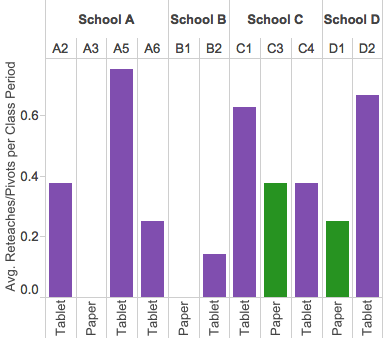 School A School B School C School D
A2 A3 A5 A6 B1 B2 C1 C3 C4 D1 D2
Avg. Reteaches/Pivots per Class Period
0.6
0.4
0.2
0.0
Tablet Paper Tablet Tablet Paper Tablet Tablet Paper Tablet Paper Tablet